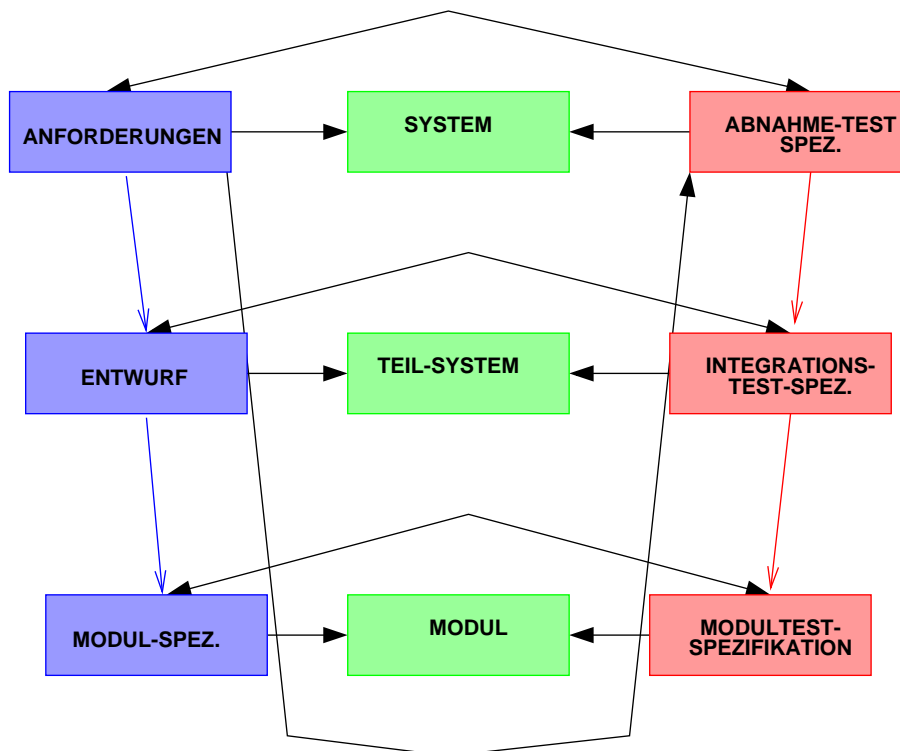 ANFORDERUNGEN
SYSTEM
ABNAHME-TEST
SPEZ.
ENTWURF
TEIL-SYSTEM
INTEGRATIONS-
TEST-SPEZ.
MODUL-SPEZ.
MODUL
MODULTEST-
SPEZIFIKATION